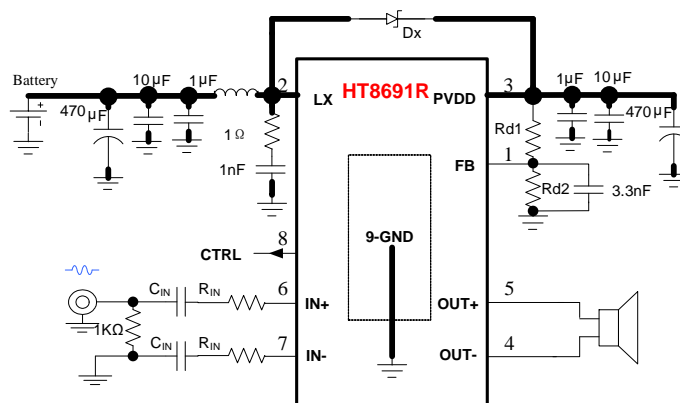 Dx
Battery
470μF
10μF
1μF
2
LX
HT8691R
PVDD
3
1μF
10μF
470μF
1Ω
1nF
Rd1
1
FB
Rd2
3.3nF
8
CTRL
9-GND
CIN
RIN
6
IN+
OUT+
5
1KΩ
CIN
RIN
7
IN-
OUT-
4